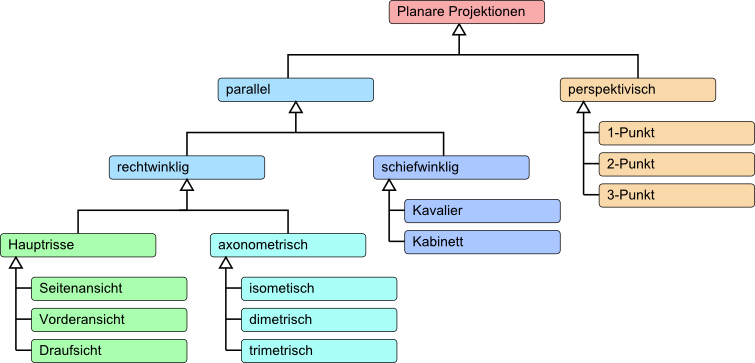 Planare Projektionen
parallel
perspektivisch
1-Punkt
2-Punkt
3-Punkt
rechtwinklig
schiefwinklig
Kavalier
Kabinett
Hauptrisse
axonometrisch
Seitenansicht
Vorderansicht
Draufsicht
isometisch
dimetrisch
trimetrisch